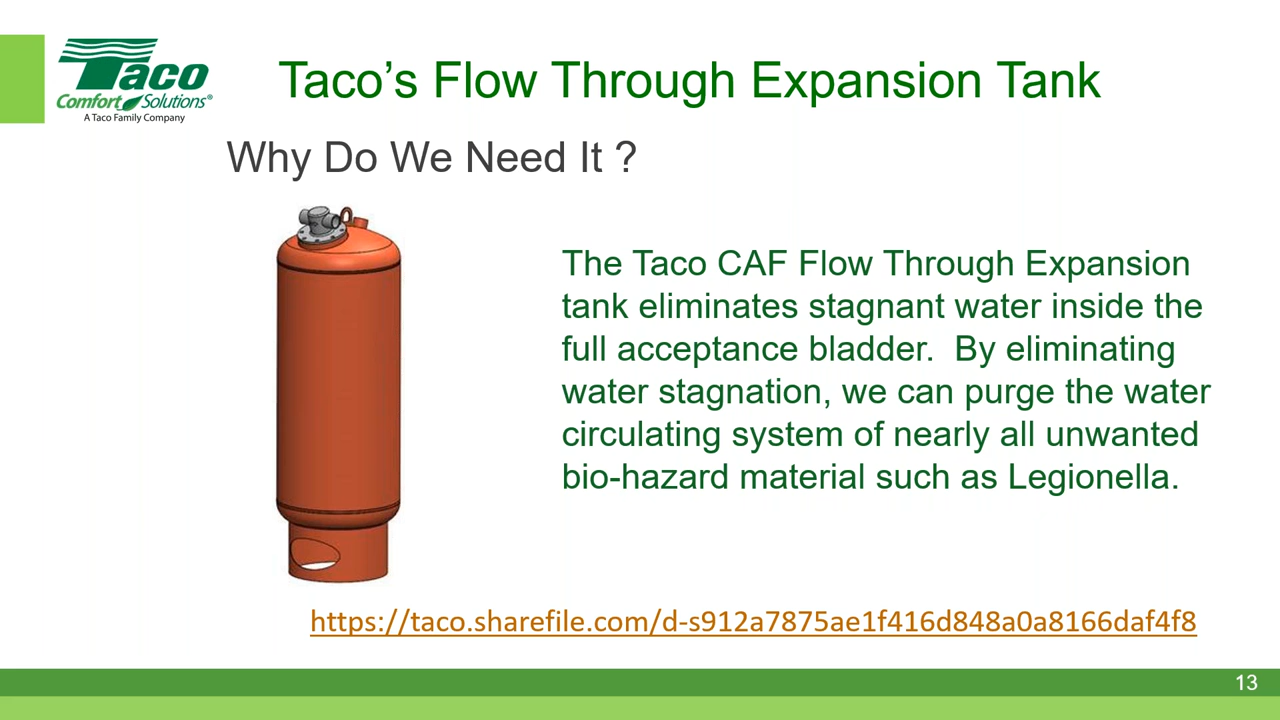 Taco
Comfort Solutions®
A Taco Family Company
Taco’s Flow Through Expansion Tank
Why Do We Need It ?
The Taco CAF Flow Through Expansion
tank eliminates stagnant water inside the
full acceptance bladder.  By eliminating
water stagnation, we can purge the water
circulating system of nearly all unwanted
bio-hazard material such as Legionella.
https://taco.sharefile.com/d-s912a7875ae1f416d848a0a8166daf4f8
13